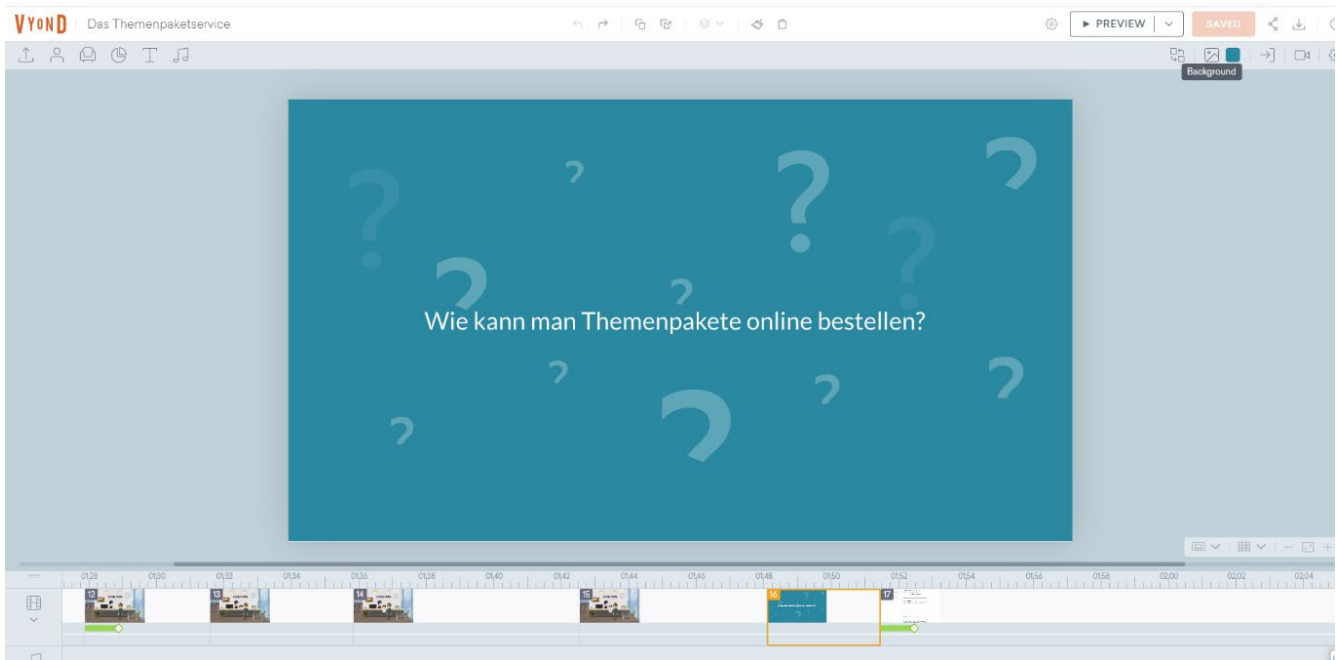 VYOND Das Themenpaketservice PREVIEW SAVED
Background
? ? ? ?
? ? ? ?
Wie kann man Themenpakete online bestellen?
? ? ? ?
? ?
01:28 01:30 01:32 01:34 01:36 01:38 01:40 01:42 01:44 01:46 01:48 01:50 01:52 01:54 01:56 01:58 02:00 02:02 02:04
12 13 14 15 16 17